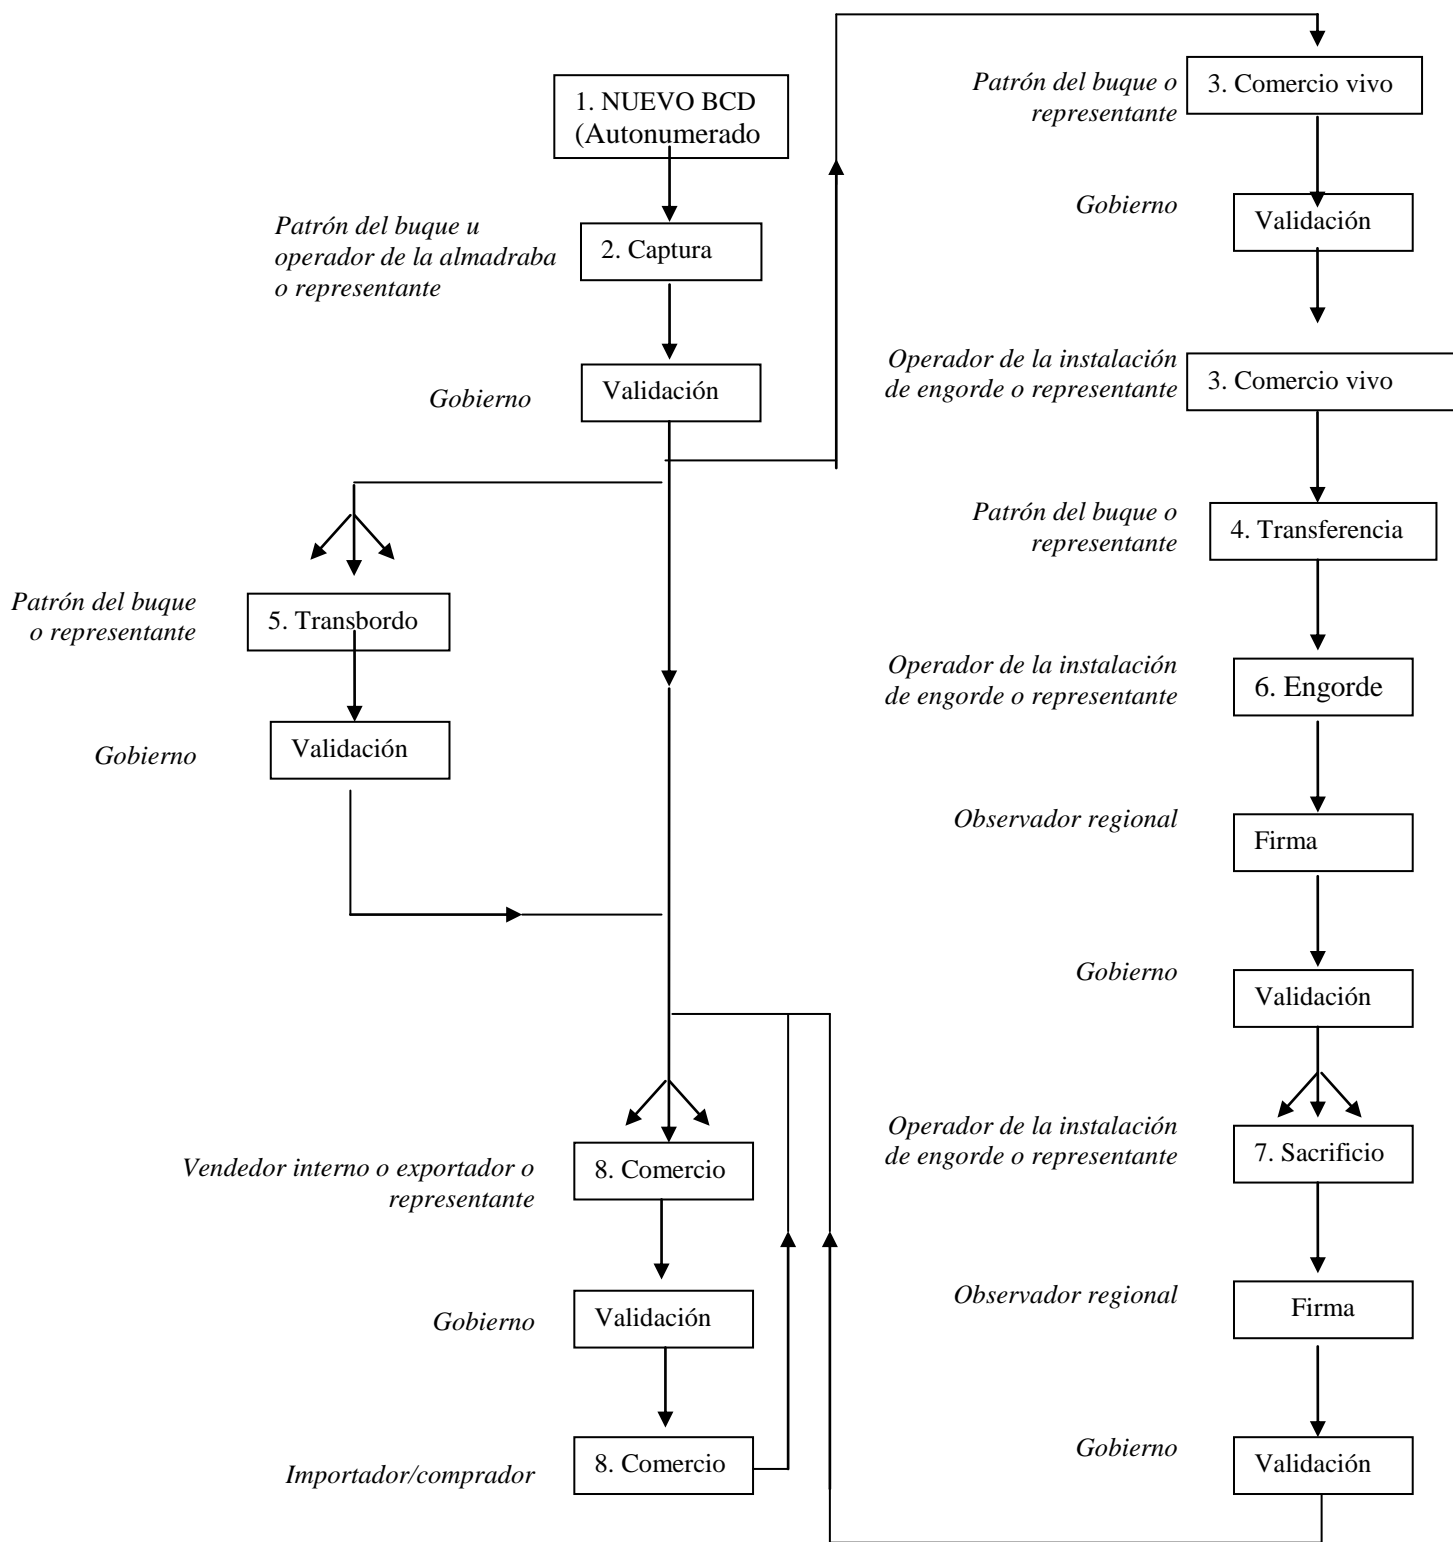 1. NUEVO BCD
(Autonumerado
Patrón del buque u
operador de la almadraba
o representante
2. Captura
Gobierno
Validación
Patrón del buque
o representante
5. Transbordo
Gobierno
Validación
Vendedor interno o exportador o
representante
8. Comercio
Gobierno
Validación
Importador/comprador
8. Comercio
Patrón del buque o
representante
3. Comercio vivo
Gobierno
Validación
Operador de la instalación
de engorde o representante
3. Comercio vivo
Patrón del buque o
representante
4. Transferencia
Operador de la instalación
de engorde o representante
6. Engorde
Observador regional
Firma
Gobierno
Validación
Operador de la instalación
de engorde o representante
7. Sacrificio
Observador regional
Firma
Gobierno
Validación